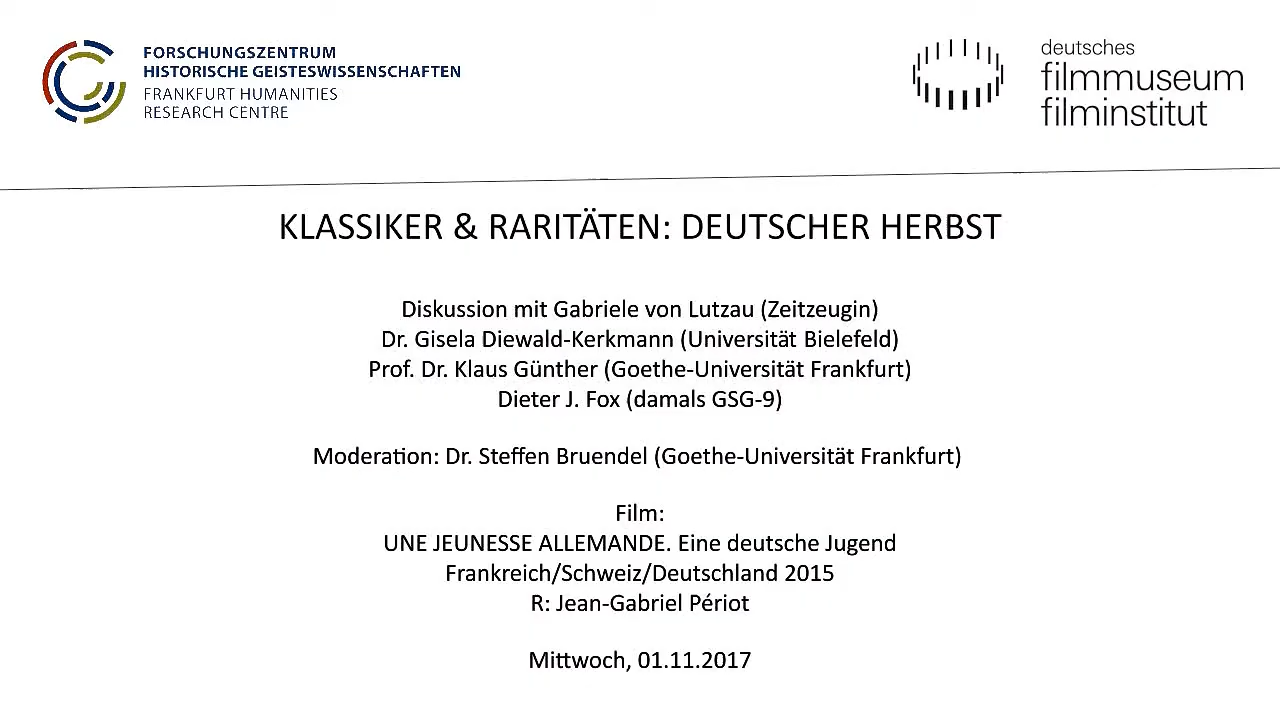 FORSCHUNGSZENTRUM
HISTORISCHE GEISTESWISSENSCHAFTEN
FRANKFURT HUMANITIES
RESEARCH CENTRE
deutsches
filmmuseum
filminstitut
KLASSIKER & RARITÄTEN: DEUTSCHER HERBST
Diskussion mit Gabriele von Lutzau (Zeitzeugin)
Dr. Gisela Diewald-Kerkmann (Universität Bielefeld)
Prof. Dr. Klaus Günther (Goethe-Universität Frankfurt)
Dieter J. Fox (damals GSG-9)
Moderation: Dr. Steffen Bruendel (Goethe-Universität Frankfurt)
Film:
UNE JEUNESSE ALLEMANDE. Eine deutsche Jugend
Frankreich/Schweiz/Deutschland 2015
R: Jean-Gabriel Périot
Mittwoch, 01.11.2017